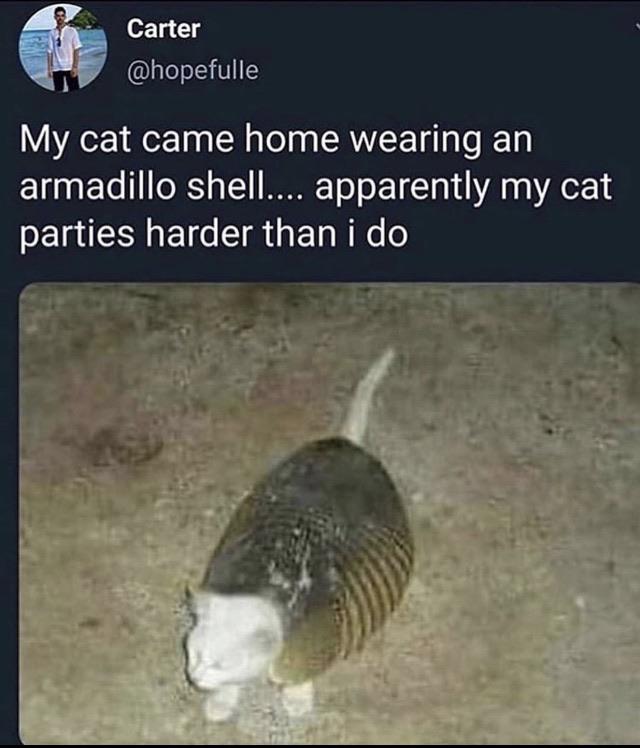 Carter
@hopefulle
My cat came home wearing an
armadillo shell.... apparently my cat
parties harder than i do